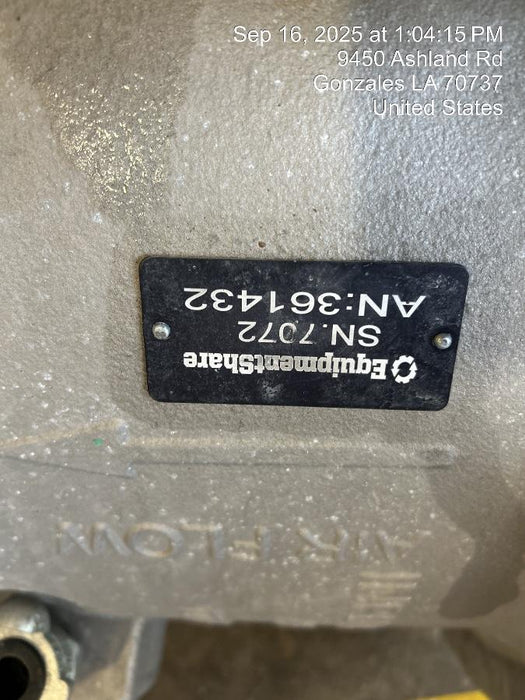 Sep 16, 2025 at 1:04:15 PM
9450 Ashland Rd
Gonzales LA 70737
United States
EquipmentShare
SN.7072
AN:361432
AIR FLOW